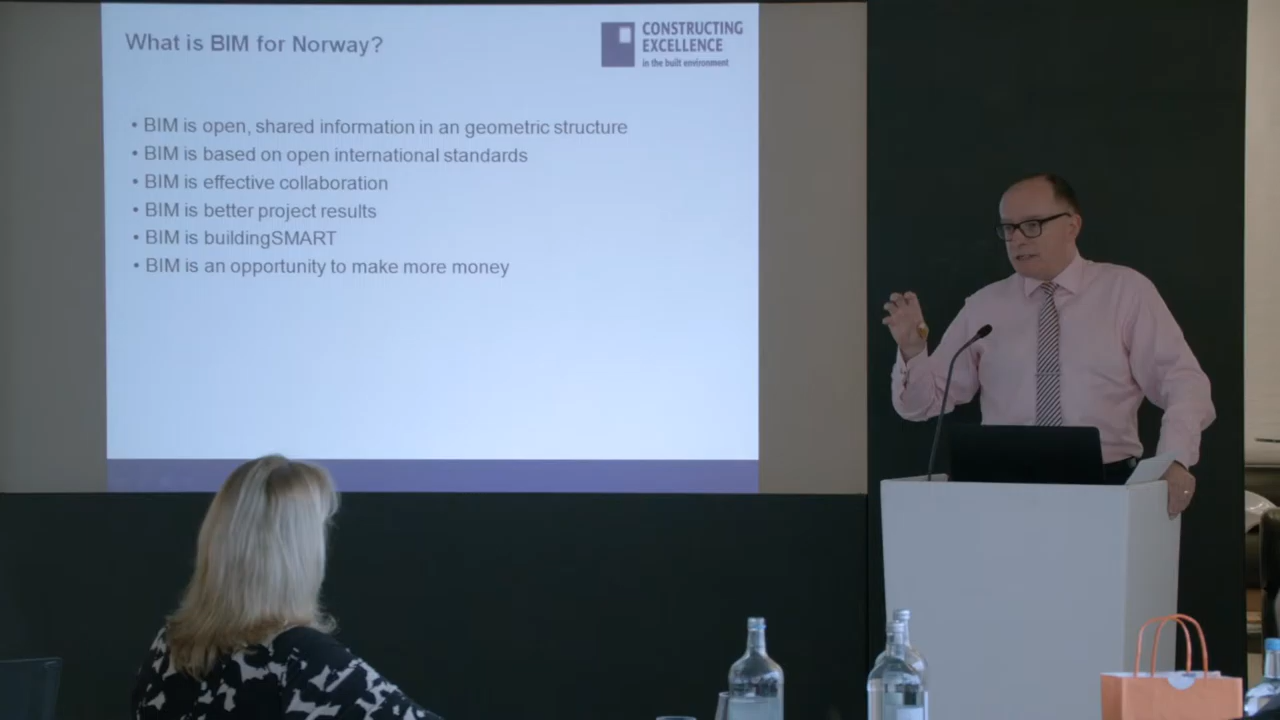 What is BIM for Norway?
CONSTRUCTING
EXCELLENCE
in the built environment
• BIM is open, shared information in an geometric structure
• BIM is based on open international standards
• BIM is effective collaboration
• BIM is better project results
• BIM is buildingSMART
• BIM is an opportunity to make more money